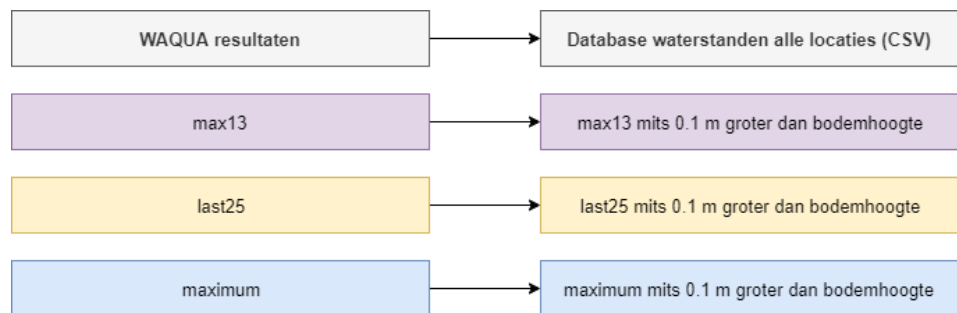 WAQUA resultaten
Database waterstanden alle locaties (CSV)
max13
max13 mits 0.1 m groter dan bodemhoogte
last25
last25 mits 0.1 m groter dan bodemhoogte
maximum
maximum mits 0.1 m groter dan bodemhoogte